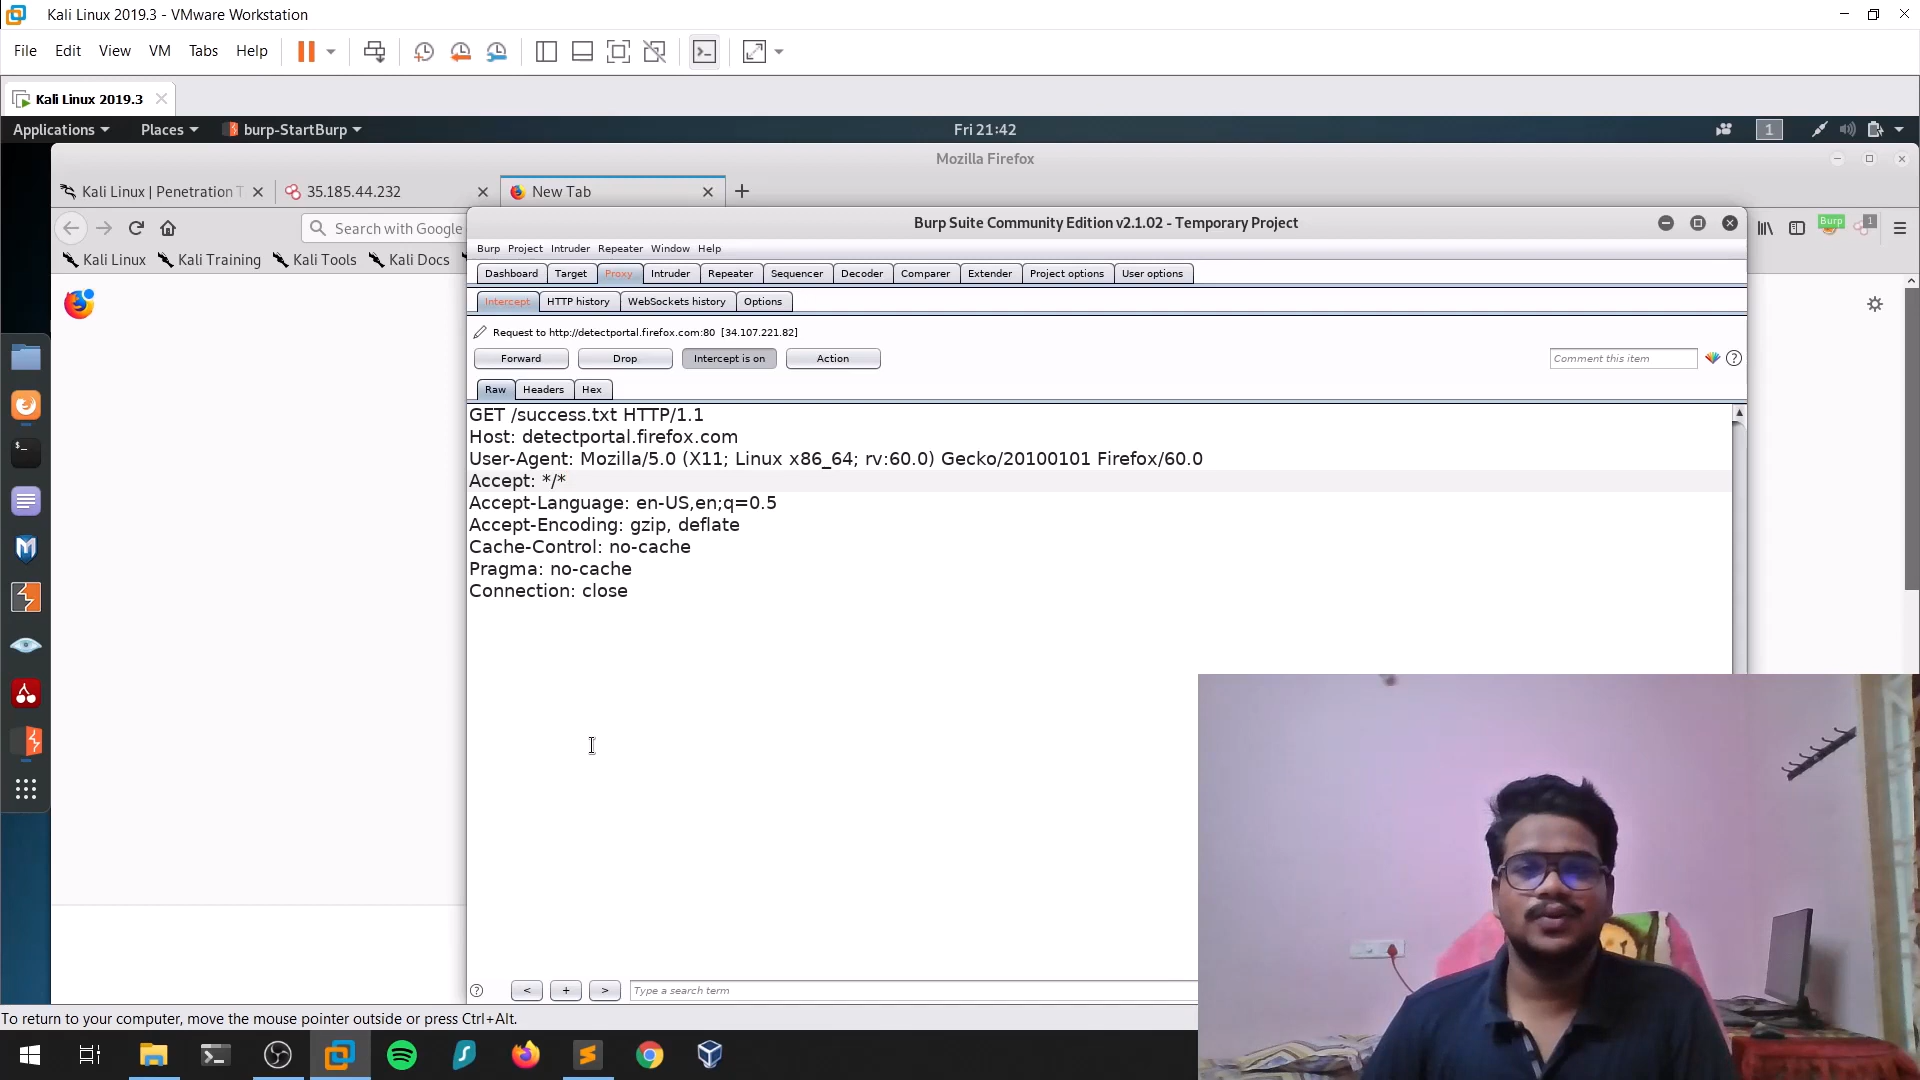 Kali Linux 2019.3 - VMware Workstation
File Edit View VM Tabs Help
Kali Linux 2019.3
Applications Places burp-StartBurp Fri 21:42 1
Mozilla Firefox
Kali Linux | Penetration T 35.185.44.232 New Tab
Search with Google
Burp 1
Kali Linux Kali Training Kali Tools Kali Docs
Burp Suite Community Edition v2.1.02 - Temporary Project
Burp Project Intruder Repeater Window Help
Dashboard Target Proxy Intruder Repeater Sequencer Decoder Comparer Extender Project options User options
Intercept HTTP history WebSockets history Options
Request to http://detectportal.firefox.com:80 [34.107.221.82]
Forward Drop Intercept is on Action Comment this item ?
Raw Headers Hex
GET /success.txt HTTP/1.1
Host: detectportal.firefox.com
User-Agent: Mozilla/5.0 (X11; Linux x86_64; rv:60.0) Gecko/20100101 Firefox/60.0
Accept: */*
Accept-Language: en-US,en;q=0.5
Accept-Encoding: gzip, deflate
Cache-Control: no-cache
Pragma: no-cache
Connection: close
? < + > Type a search term
To return to your computer, move the mouse pointer outside or press Ctrl+Alt.